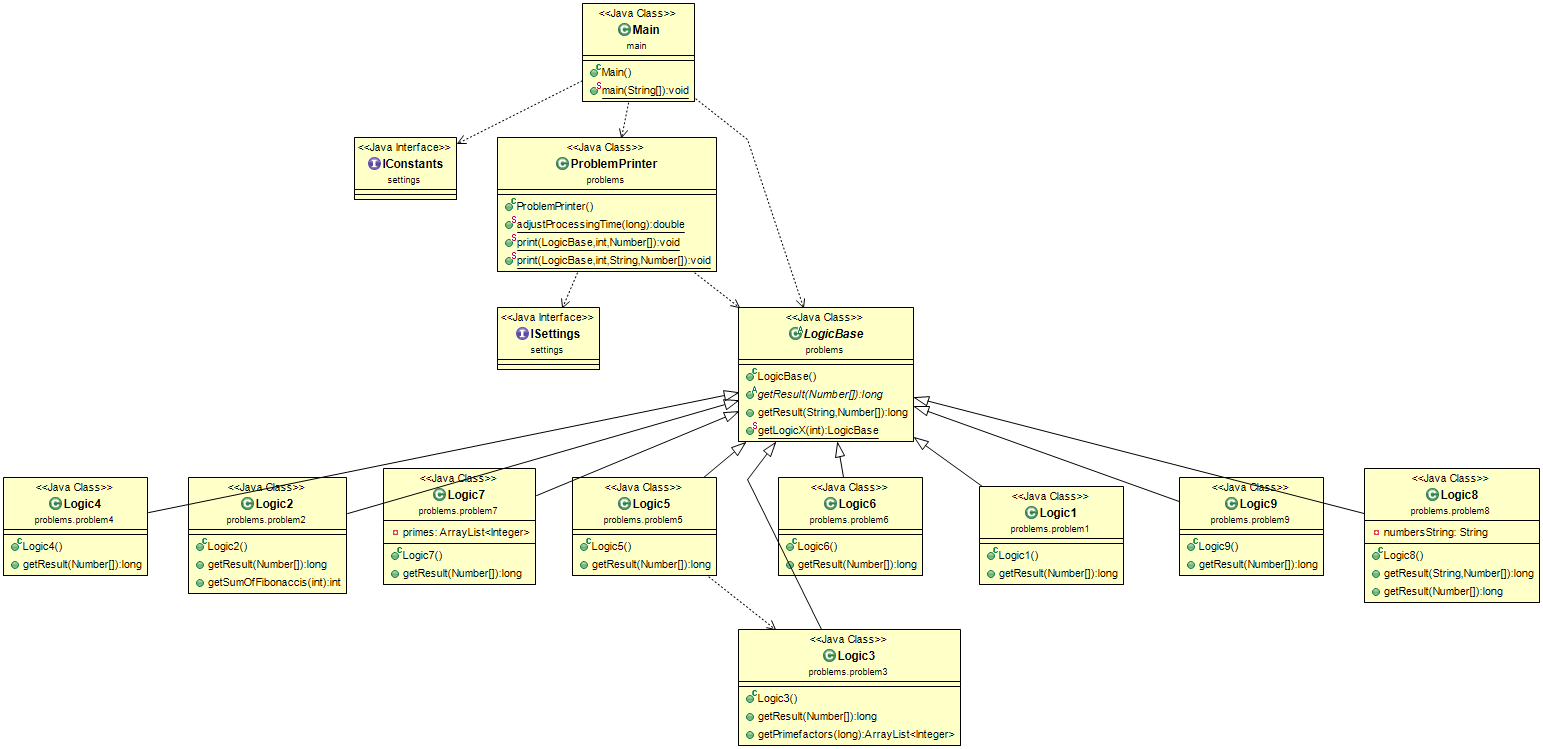 <<Java Class>>
Main
main
Main()
main(String[]):void
<<Java Interface>>
IConstants
settings
<<Java Class>>
ProblemPrinter
problems
ProblemPrinter()
adjustProcessingTime(long):double
print(LogicBase,int,Number[]):void
print(LogicBase,int,String,Number[]):void
<<Java Interface>>
ISettings
settings
<<Java Class>>
LogicBase
problems
LogicBase()
getResult(Number[]):long
getResult(String,Number[]):long
getLogicX(int):LogicBase
<<Java Class>>
Logic4
problems.problem4
Logic4()
getResult(Number[]):long
<<Java Class>>
Logic2
problems.problem2
Logic2()
getResult(Number[]):long
getSumOfFibonaccis(int):int
<<Java Class>>
Logic7
problems.problem7
primes: ArrayList<Integer>
Logic7()
getResult(Number[]):long
<<Java Class>>
Logic5
problems.problem5
Logic5()
getResult(Number[]):long
<<Java Class>>
Logic6
problems.problem6
Logic6()
getResult(Number[]):long
<<Java Class>>
Logic1
problems.problem1
Logic1()
getResult(Number[]):long
<<Java Class>>
Logic9
problems.problem9
Logic9()
getResult(Number[]):long
<<Java Class>>
Logic8
problems.problem8
numbersString: String
Logic8()
getResult(String,Number[]):long
getResult(Number[]):long
<<Java Class>>
Logic3
problems.problem3
Logic3()
getResult(Number[]):long
getPrimefactors(long):ArrayList<Integer>